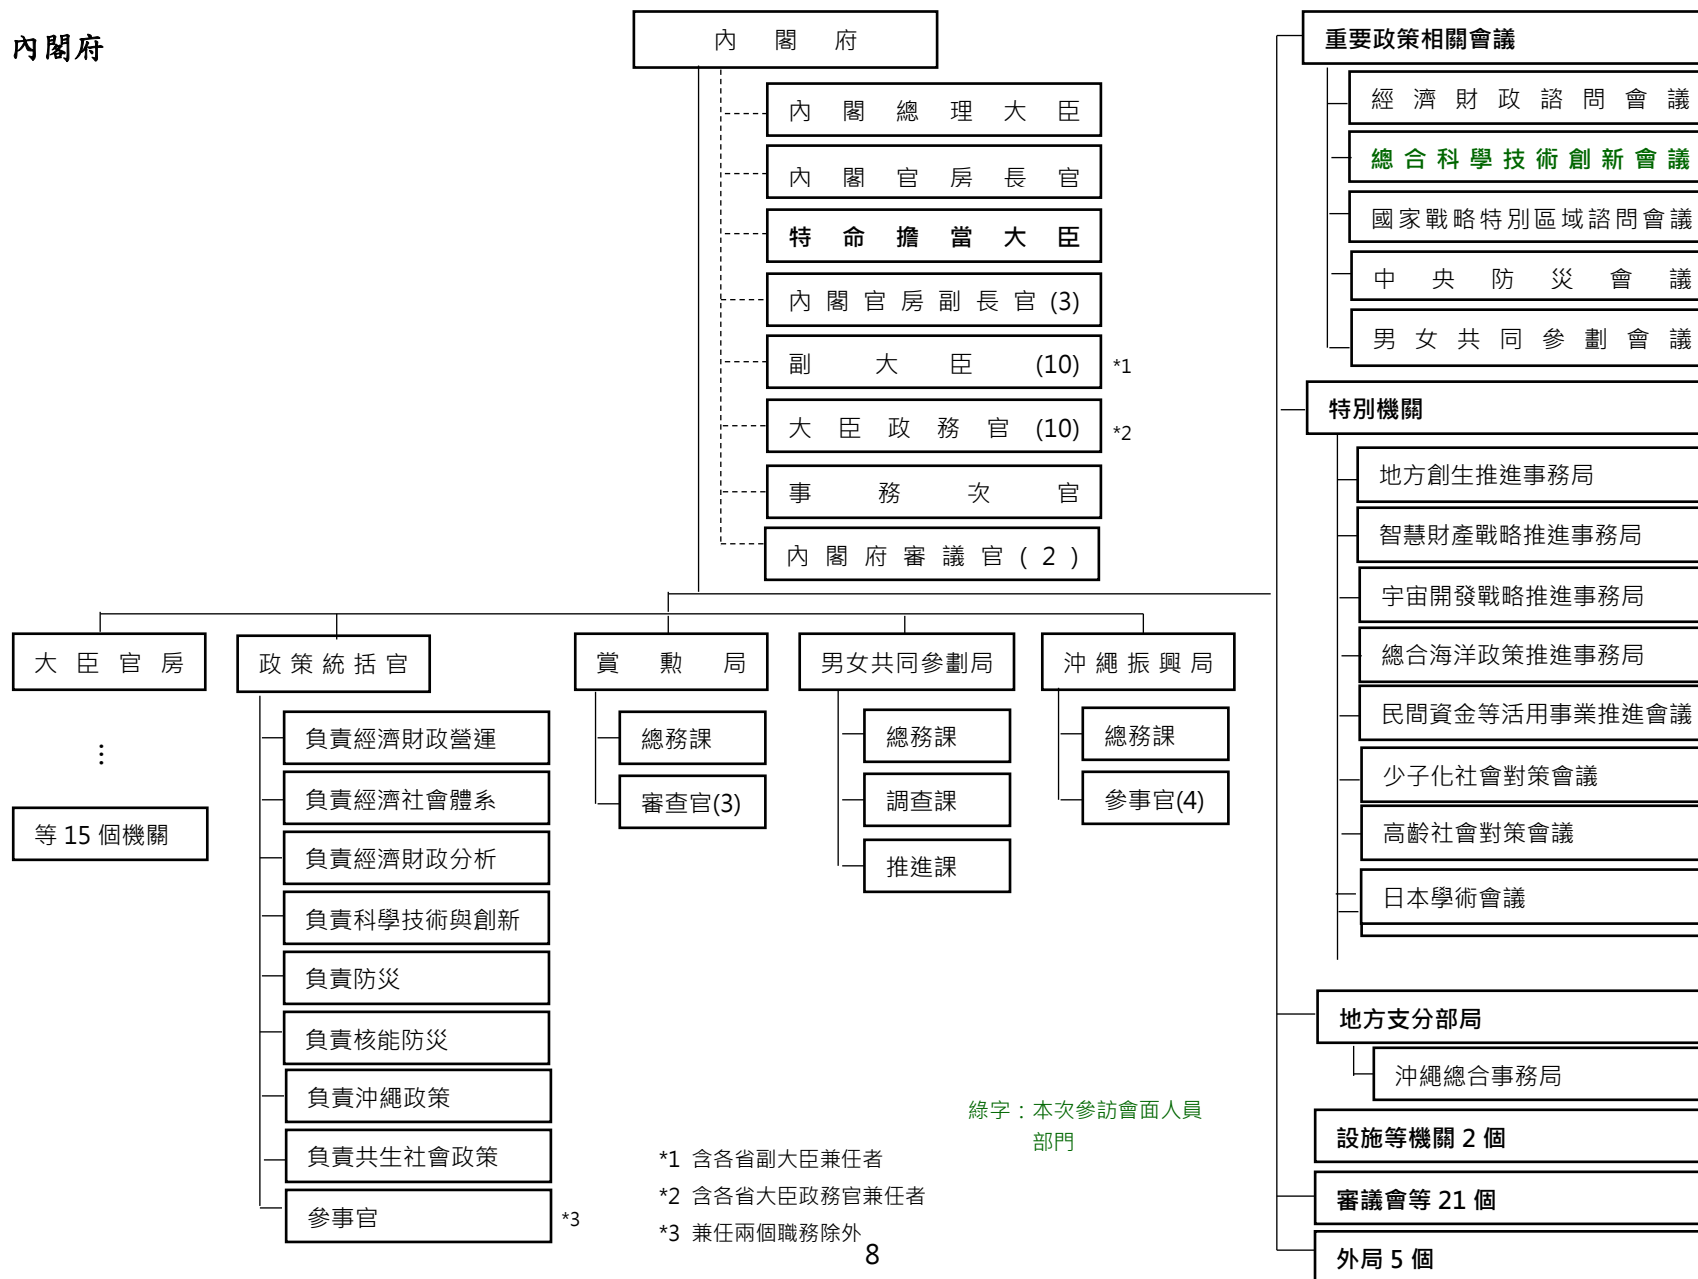 內閣府
內閣府
內閣總理大臣
內閣官房長官
特命擔當大臣
內閣官房副長官(3)
副大臣(10) *1
大臣政務官(10) *2
事務次官
內閣府審議官(2)
大臣官房
⋮
等 15 個機關
政策統括官
負責經濟財政營運
負責經濟社會體系
負責經濟財政分析
負責科學技術與創新
負責防災
負責核能防災
負責沖繩政策
負責共生社會政策
參事官 *3
賞勲局
總務課
審查官(3)
男女共同參劃局
總務課
調查課
推進課
沖繩振興局
總務課
參事官(4)
重要政策相關會議
經濟財政諮問會議
總合科學技術創新會議
國家戰略特別區域諮問會議
中央防災會議
男女共同參劃會議
特別機關
地方創生推進事務局
智慧財產戰略推進事務局
宇宙開發戰略推進事務局
總合海洋政策推進事務局
民間資金等活用事業推進會議
少子化社會對策會議
高齡社會對策會議
日本學術會議
地方支分部局
沖繩總合事務局
設施等機關 2 個
審議會等 21 個
外局 5 個
綠字：本次參訪會面人員
部門
*1 含各省副大臣兼任者
*2 含各省大臣政務官兼任者
*3 兼任兩個職務除外
8